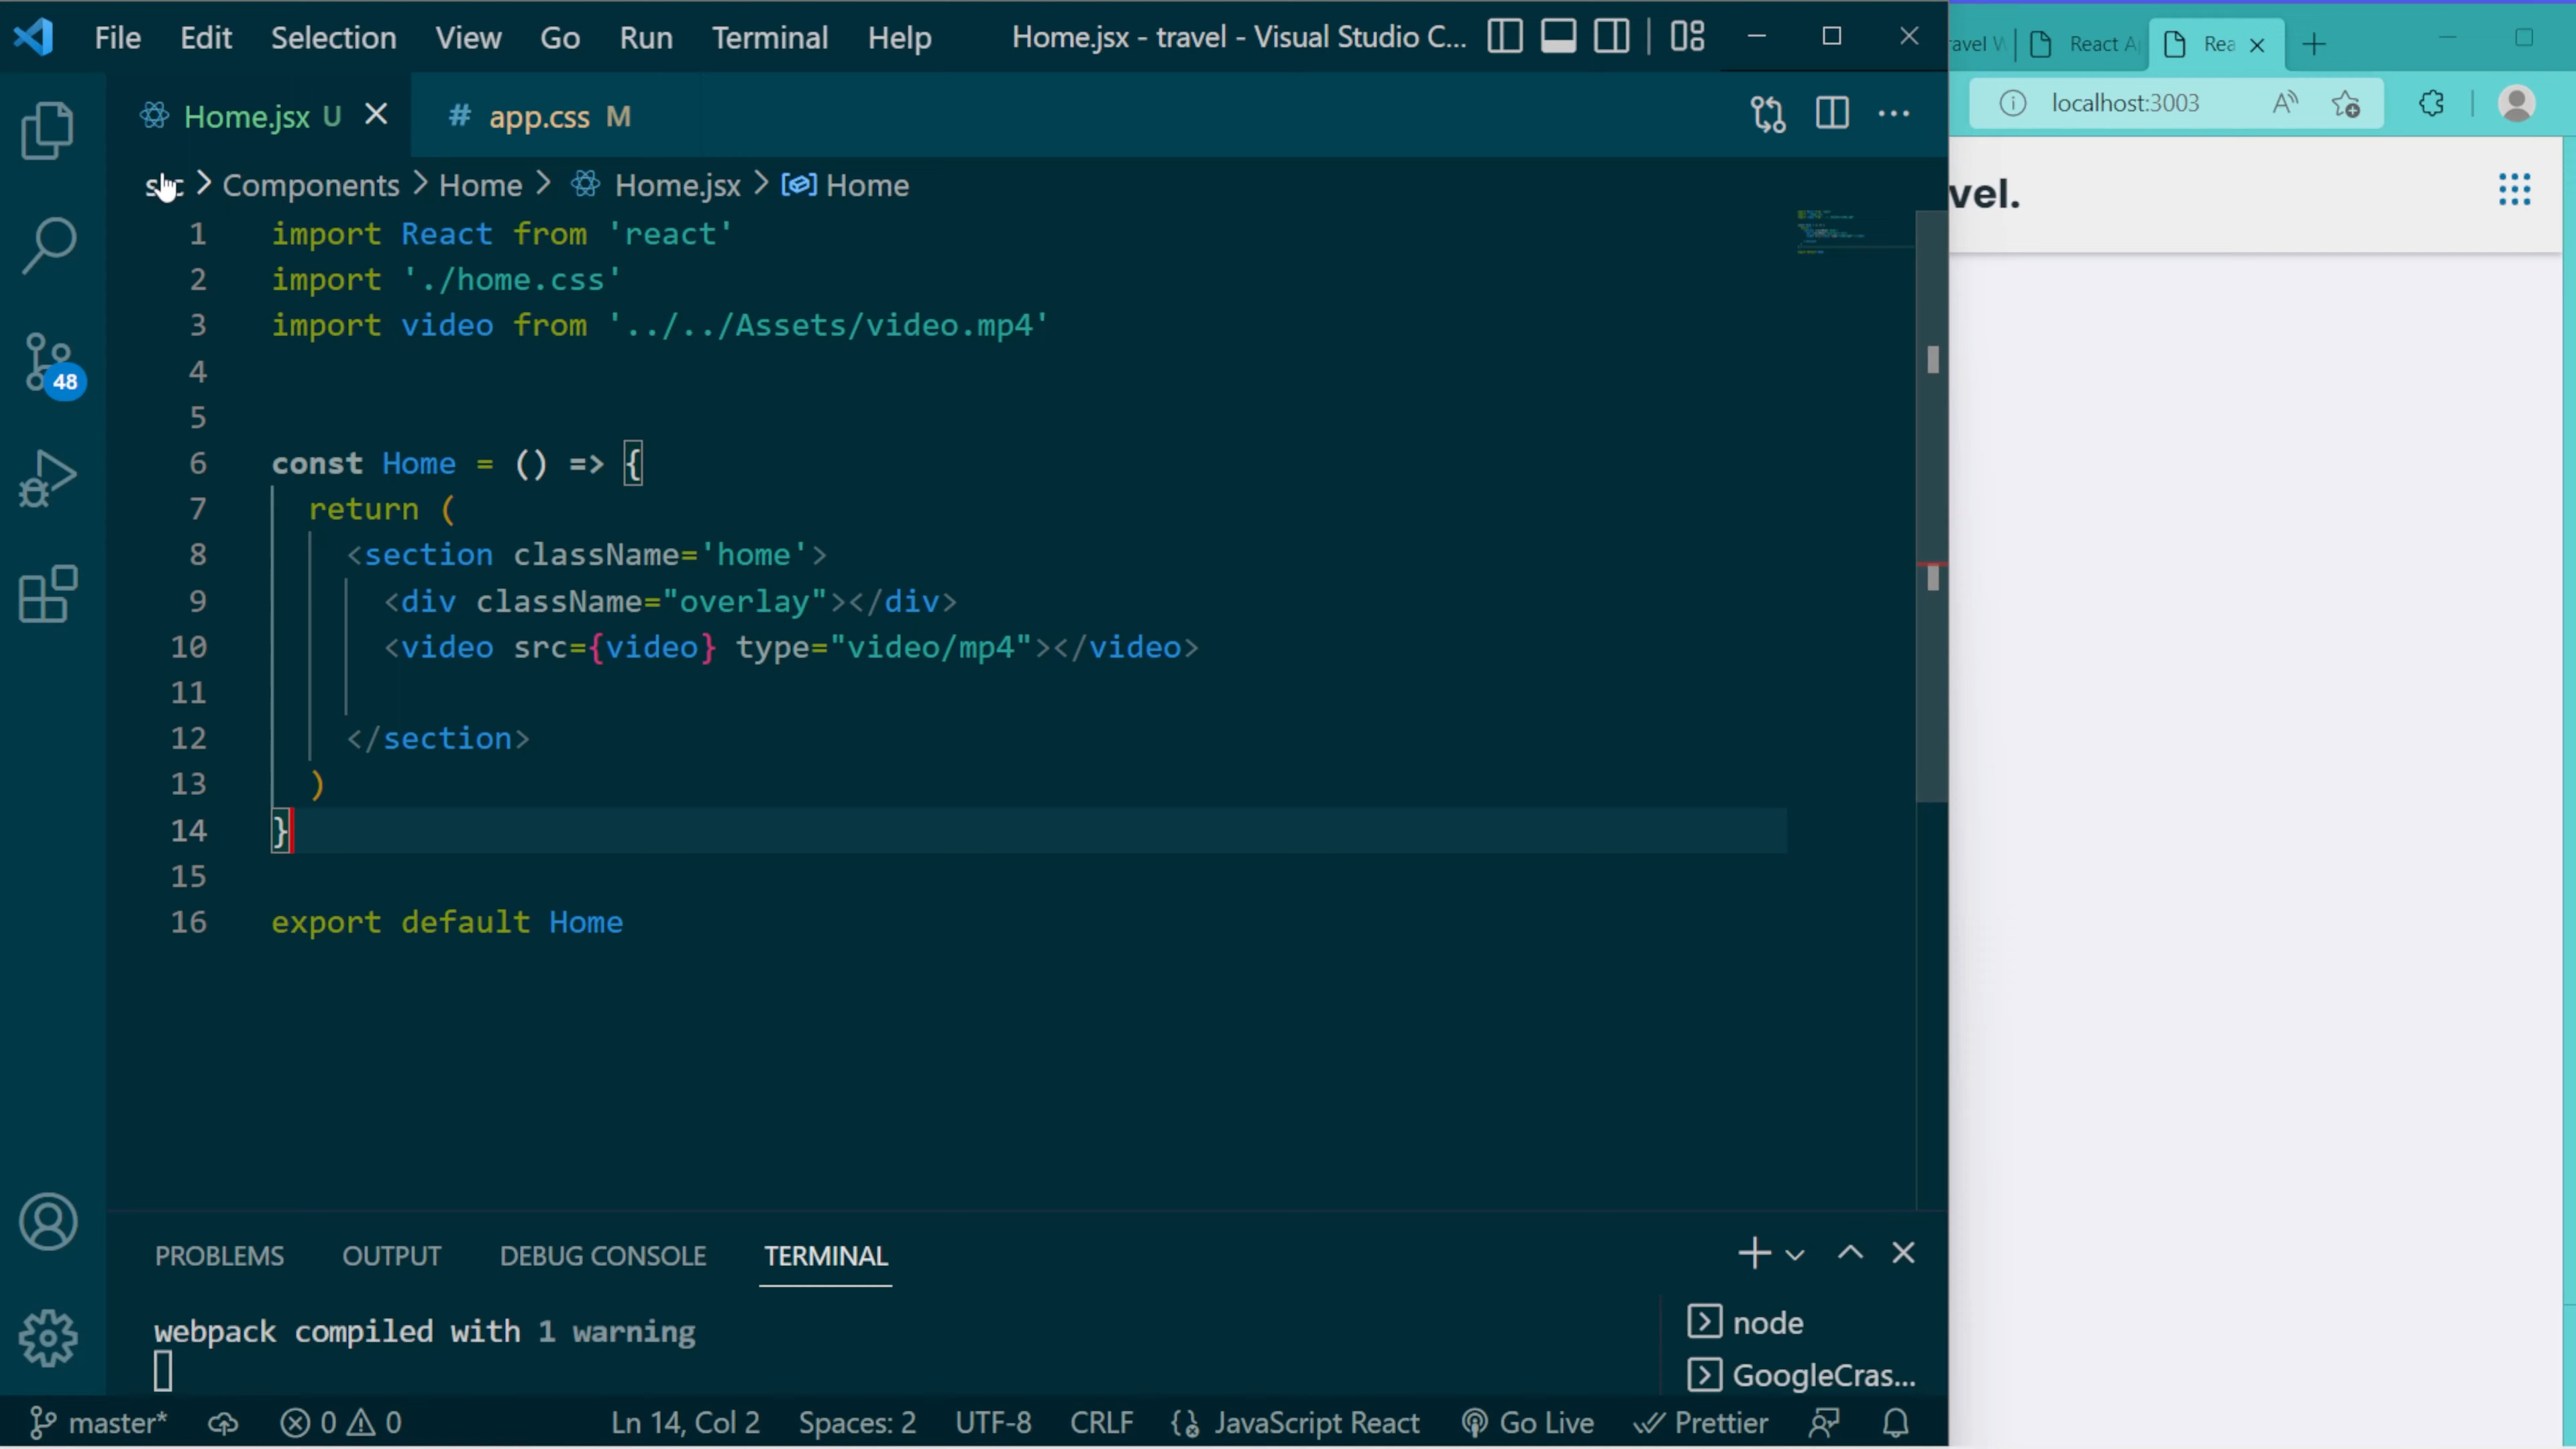 File Edit Selection View Go Run Terminal Help Home.jsx - travel - Visual Studio C...
Home.jsx U # app.css M
> Components > Home > Home.jsx > Home
1 import React from 'react'
2 import './home.css'
3 import video from '../../Assets/video.mp4'
4
5
6 const Home = () => {
7 return (
8 <section className='home'>
9 <div className="overlay"></div>
10 <video src={video} type="video/mp4"></video>
11
12 </section>
13 )
14 }
15
16 export default Home
48
PROBLEMS OUTPUT DEBUG CONSOLE TERMINAL
webpack compiled with 1 warning
node
GoogleCras...
master* 0 0 Ln 14, Col 2 Spaces: 2 UTF-8 CRLF JavaScript React Go Live Prettier
avel W React A Rea
localhost:3003
vel.